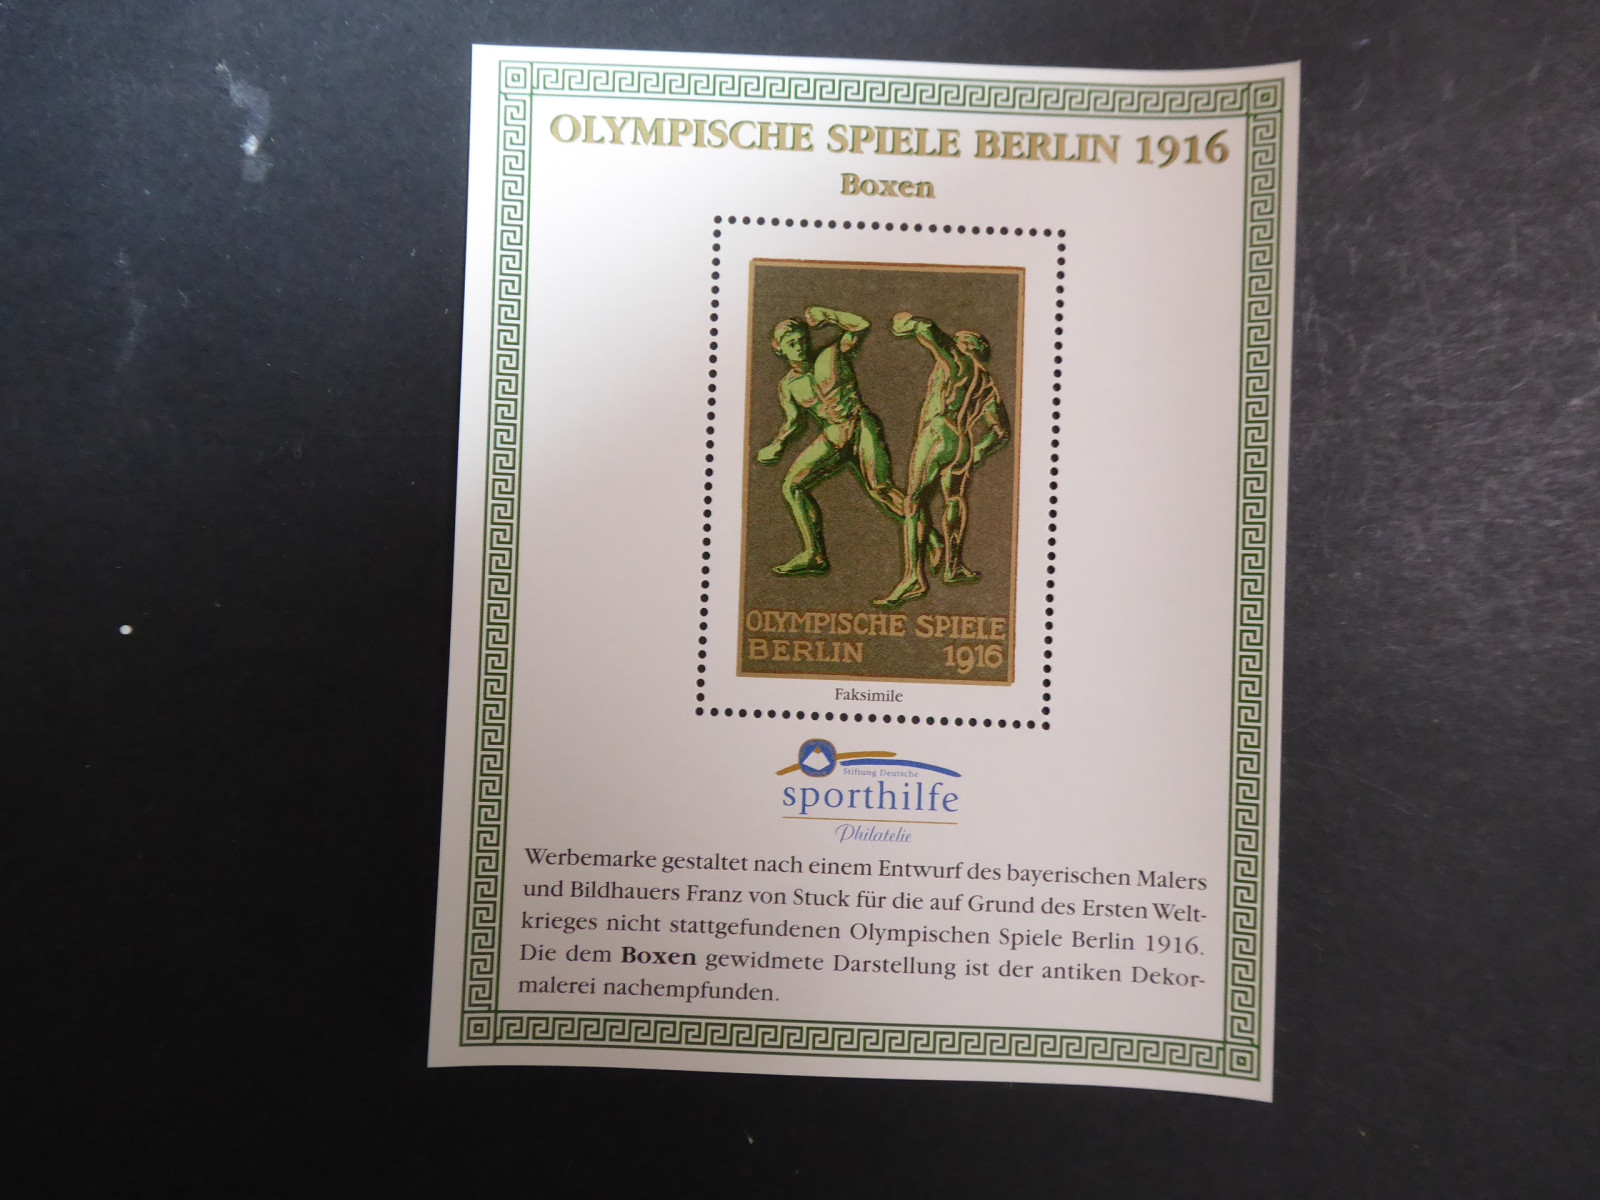 OLYMPISCHE SPIELE BERLIN 1916
Boxen
OLYMPISCHE SPIELE
BERLIN 1916
Faksimile
Stiftung Deutsche
sporthilfe
Philatelie
Werbemarke gestaltet nach einem Entwurf des bayerischen Malers
und Bildhauers Franz von Stuck für die auf Grund des Ersten Welt-
krieges nicht stattgefundenen Olympischen Spiele Berlin 1916.
Die dem Boxen gewidmete Darstellung ist der antiken Dekor-
malerei nachempfunden.